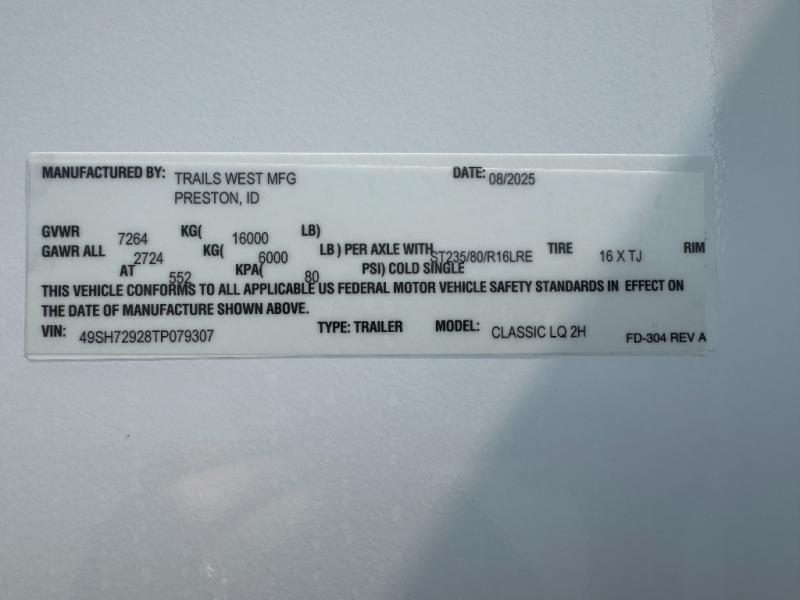 MANUFACTURED BY: TRAILS WEST MFG DATE: 08/2025
PRESTON, ID
GVWR 7264 KG( 16000 LB)
GAWR ALL 2724 KG( 6000 LB ) PER AXLE WITH ST235/80/R16LRE TIRE 16 X TJ RIM
AT 552 KPA( 80 PSI) COLD SINGLE
THIS VEHICLE CONFORMS TO ALL APPLICABLE US FEDERAL MOTOR VEHICLE SAFETY STANDARDS IN EFFECT ON
THE DATE OF MANUFACTURE SHOWN ABOVE.
VIN: 49SH72928TP079307 TYPE: TRAILER MODEL: CLASSIC LQ 2H FD-304 REV A